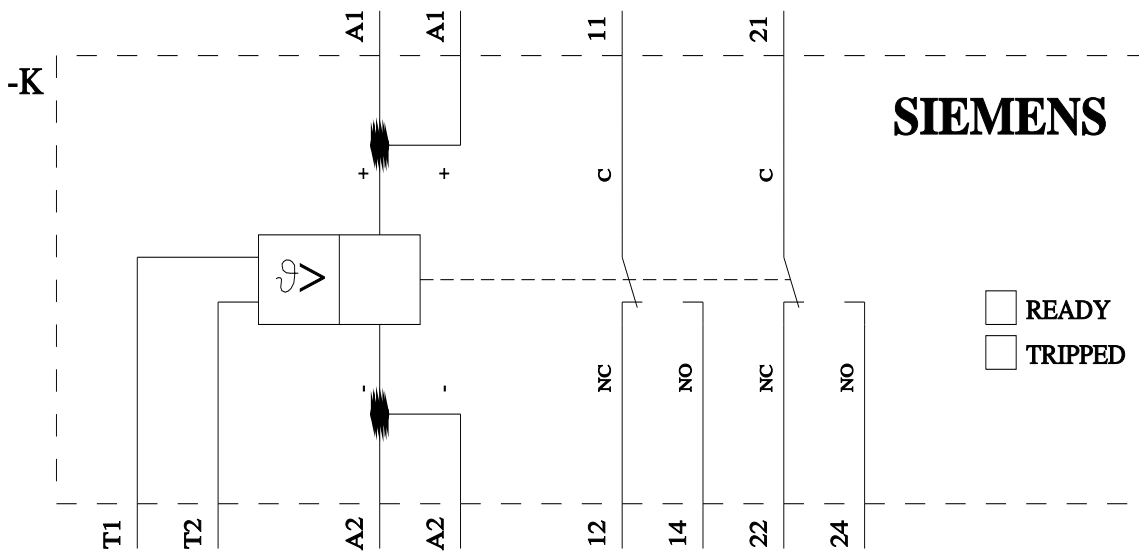 A1
A1
11
21
-K
SIEMENS
+
+
C
C
ϑ>
READY
TRIPPED
-
-
NC
NO
NC
NO
T1
T2
A2
A2
12
14
22
24